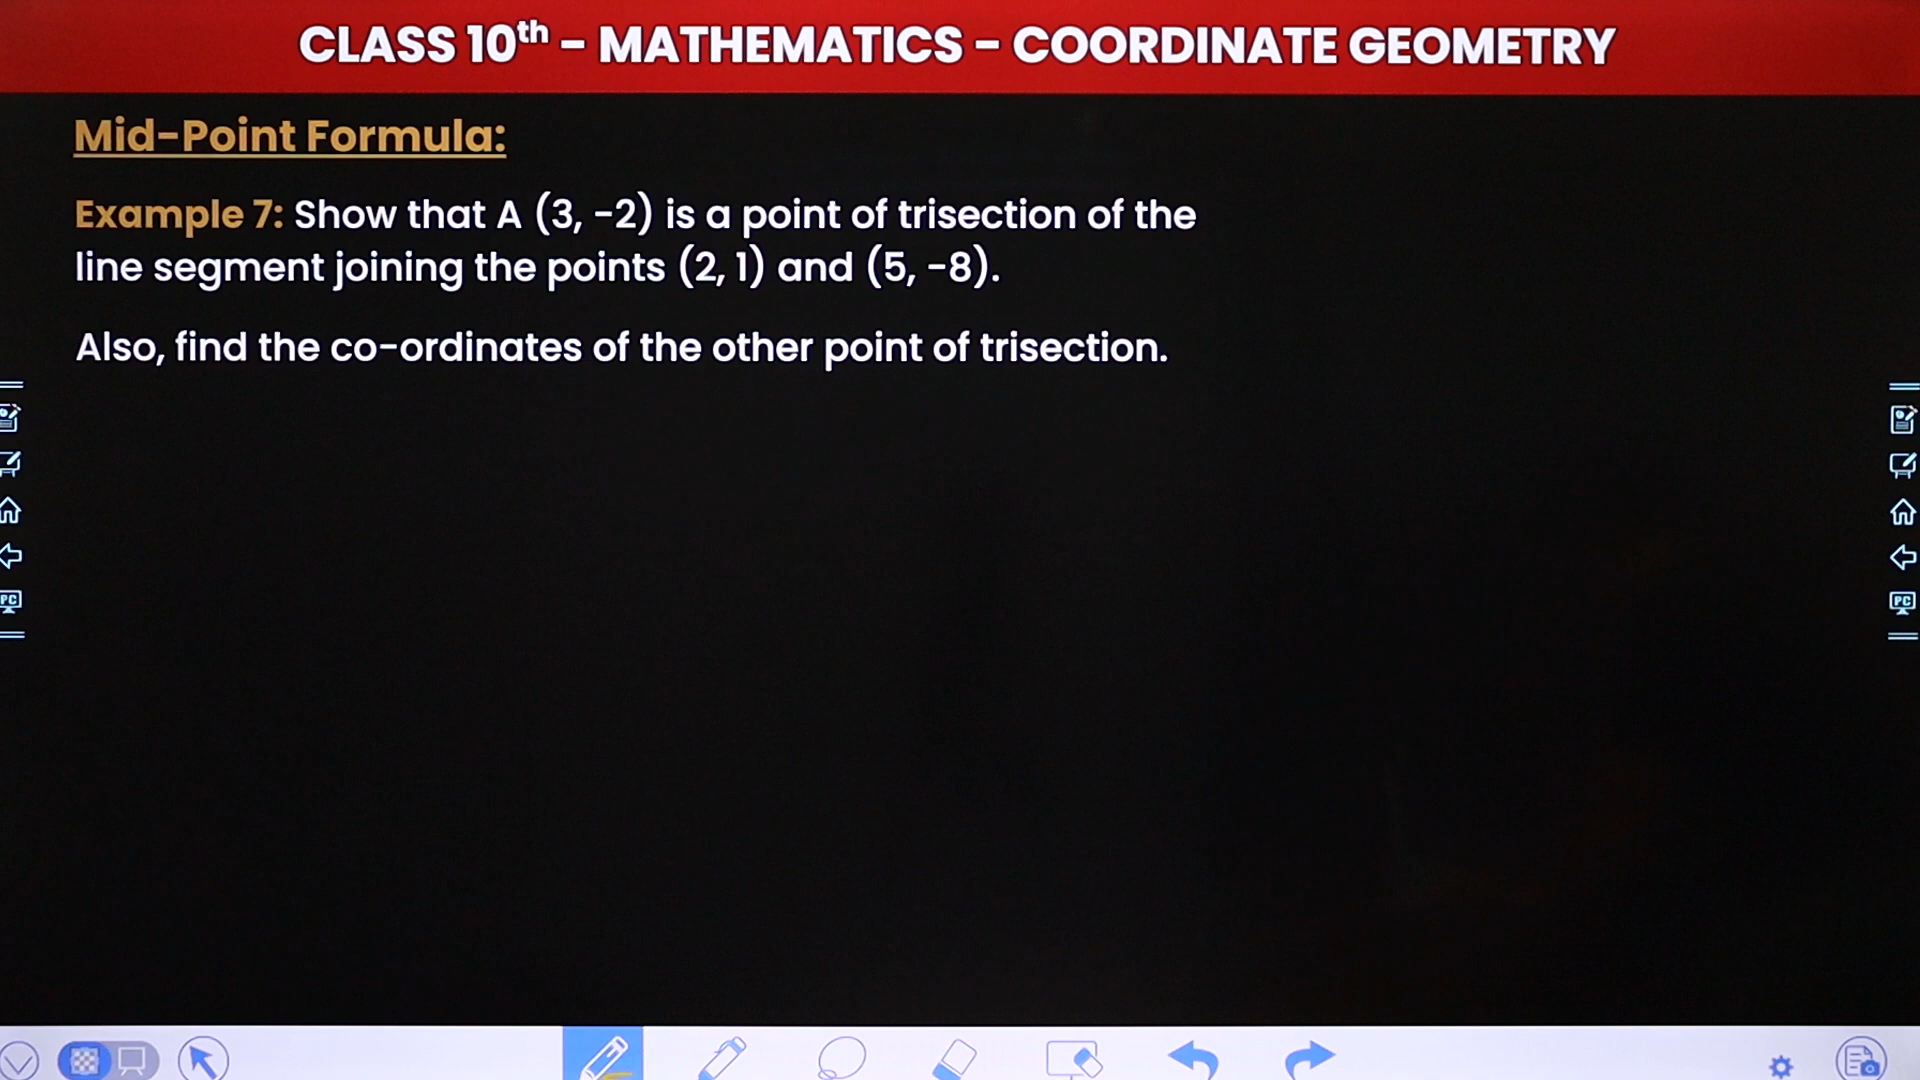 CLASS 10th – MATHEMATICS – COORDINATE GEOMETRY
Mid-Point Formula:
Example 7: Show that A (3, -2) is a point of trisection of the
line segment joining the points (2, 1) and (5, -8).
Also, find the co-ordinates of the other point of trisection.
PC
PC